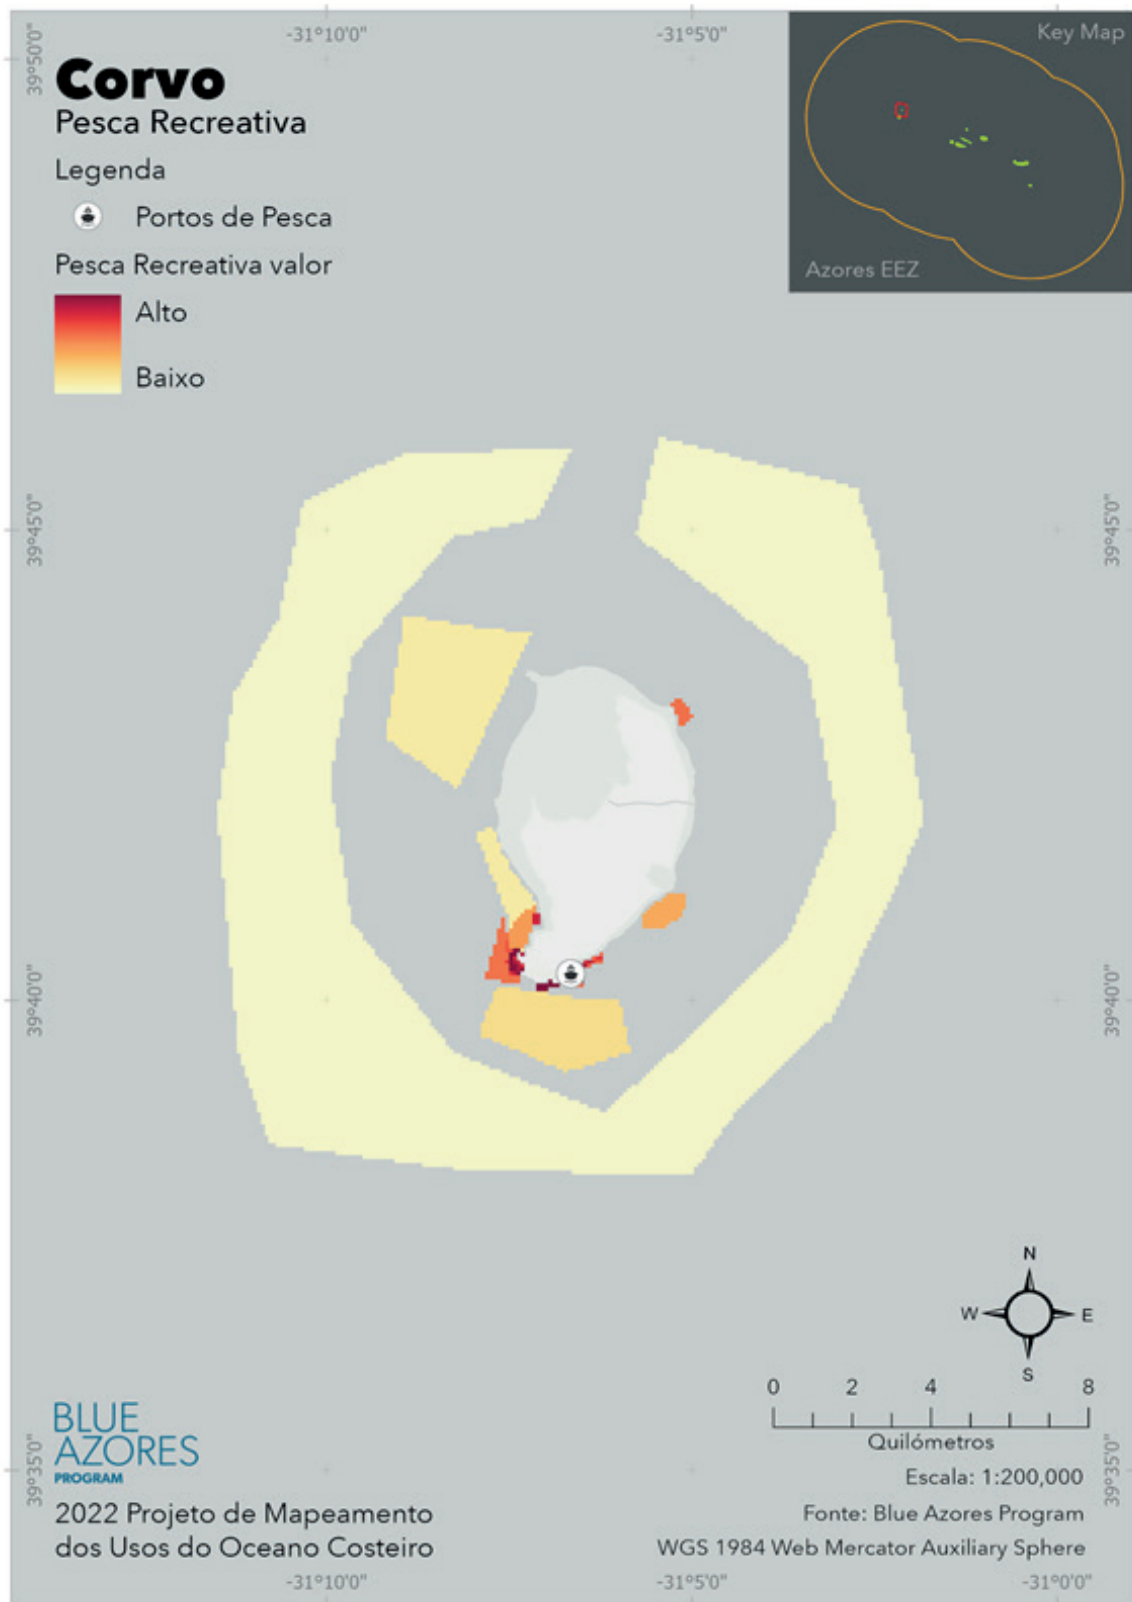 -31°10'0"
-31°5'0"
Key Map
39°50'0"
Corvo
Pesca Recreativa
Legenda
Portos de Pesca
Pesca Recreativa valor
Alto
Baixo
Azores EEZ
39°45'0"
39°45'0"
39°40'0"
39°40'0"
N
W
E
S
0 2 4 8
Quilómetros
39°35'0"
39°35'0"
BLUE
AZORES
PROGRAM
2022 Projeto de Mapeamento
dos Usos do Oceano Costeiro
Escala: 1:200,000
Fonte: Blue Azores Program
WGS 1984 Web Mercator Auxiliary Sphere
-31°10'0"
-31°5'0"
-31°0'0"